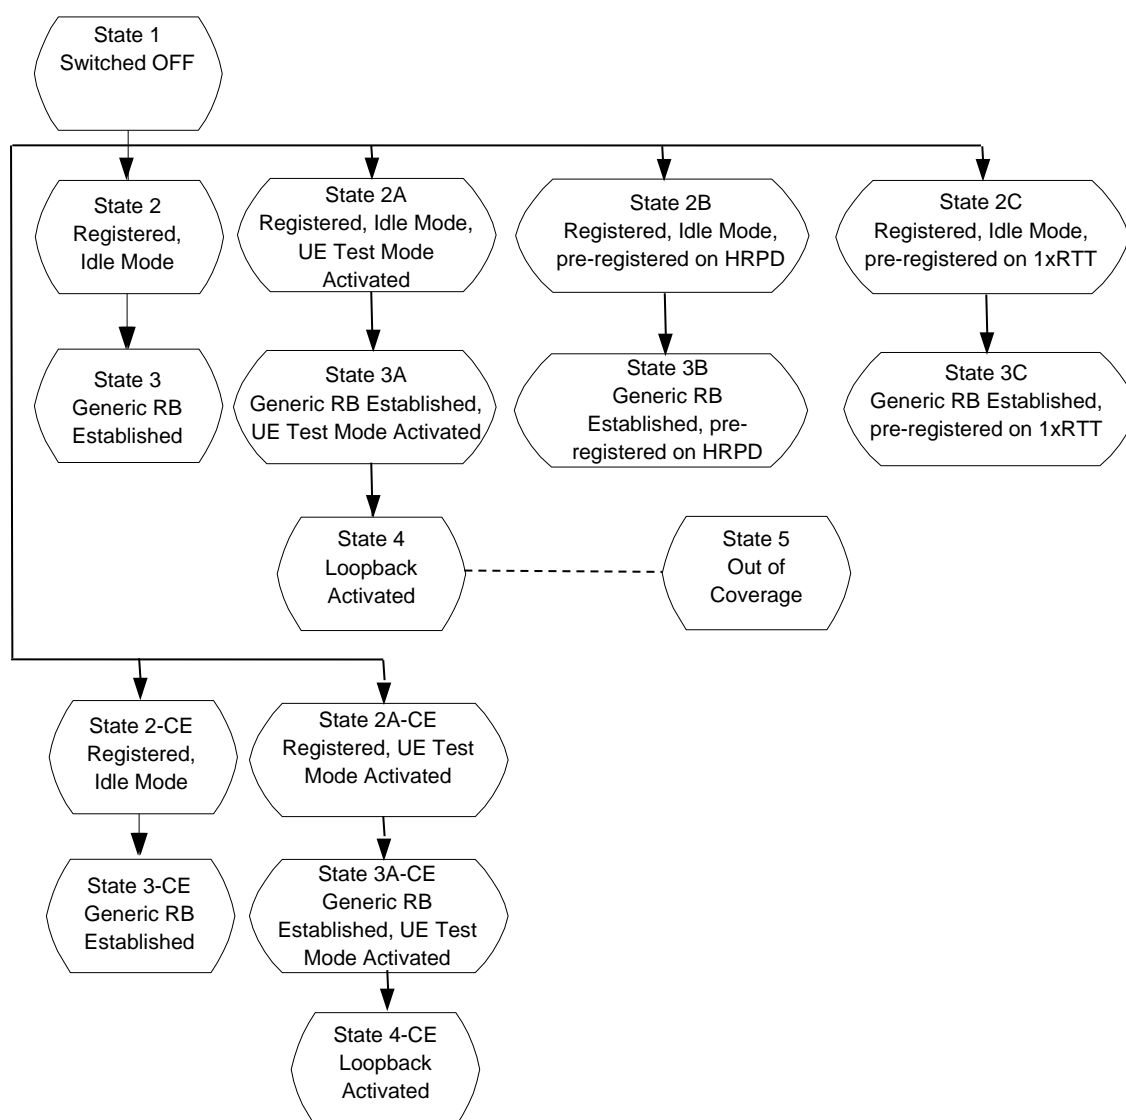 State 1
Switched OFF
State 2
Registered,
Idle Mode
State 2A
Registered, Idle Mode,
UE Test Mode
Activated
State 2B
Registered, Idle Mode,
pre-registered on HRPD
State 2C
Registered, Idle Mode,
pre-registered on 1xRTT
State 3
Generic RB
Established
State 3A
Generic RB Established,
UE Test Mode Activated
State 3B
Generic RB
Established, pre-
registered on HRPD
State 3C
Generic RB Established,
pre-registered on 1xRTT
State 4
Loopback
Activated
State 5
Out of
Coverage
State 2-CE
Registered,
Idle Mode
State 2A-CE
Registered, UE Test
Mode Activated
State 3-CE
Generic RB
Established
State 3A-CE
Generic RB
Established, UE Test
Mode Activated
State 4-CE
Loopback
Activated